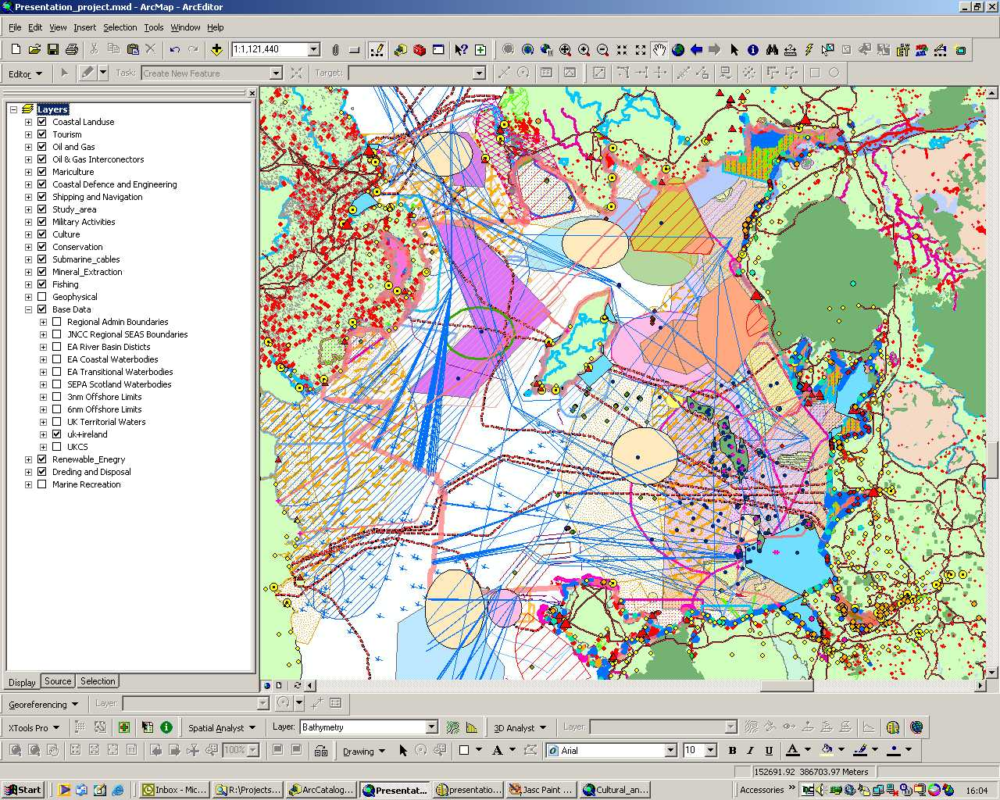 Presentation_project.mxd - ArcMap - ArcEditor
File Edit View Insert Selection Tools Window Help
1:1,121,440
Editor Task: Create New Feature Target:
Layers
Coastal Landuse
Tourism
Oil and Gas
Oil & Gas Interconectors
Mariculture
Coastal Defence and Engineering
Shipping and Navigation
Study_area
Military Activities
Culture
Conservation
Submarine_cables
Mineral_Extraction
Fishing
Geophysical
Base Data
Regional Admin Boundaries
JNCC Regional SEAS Boundaries
EA River Basin Disticts
EA Coastal Waterbodies
EA Transitional Waterbodies
SEPA Scotland Waterbodies
3nm Offshore Limits
6nm Offshore Limits
UK Territorial Waters
uk+ireland
UKCS
Renewable_Enegry
Dreding and Disposal
Marine Recreation
Display Source Selection
Georeferencing Layer:
XTools Pro Spatial Analyst Layer: Bathymetry 3D Analyst Layer:
100% Drawing Arial 10 B I U A
152691.92 386703.97 Meters
Start Inbox - Mic... R:\Projects... ArcCatalog... Presentat... presentatio... Jasc Paint ... Cultural_an... Accessories 16:04